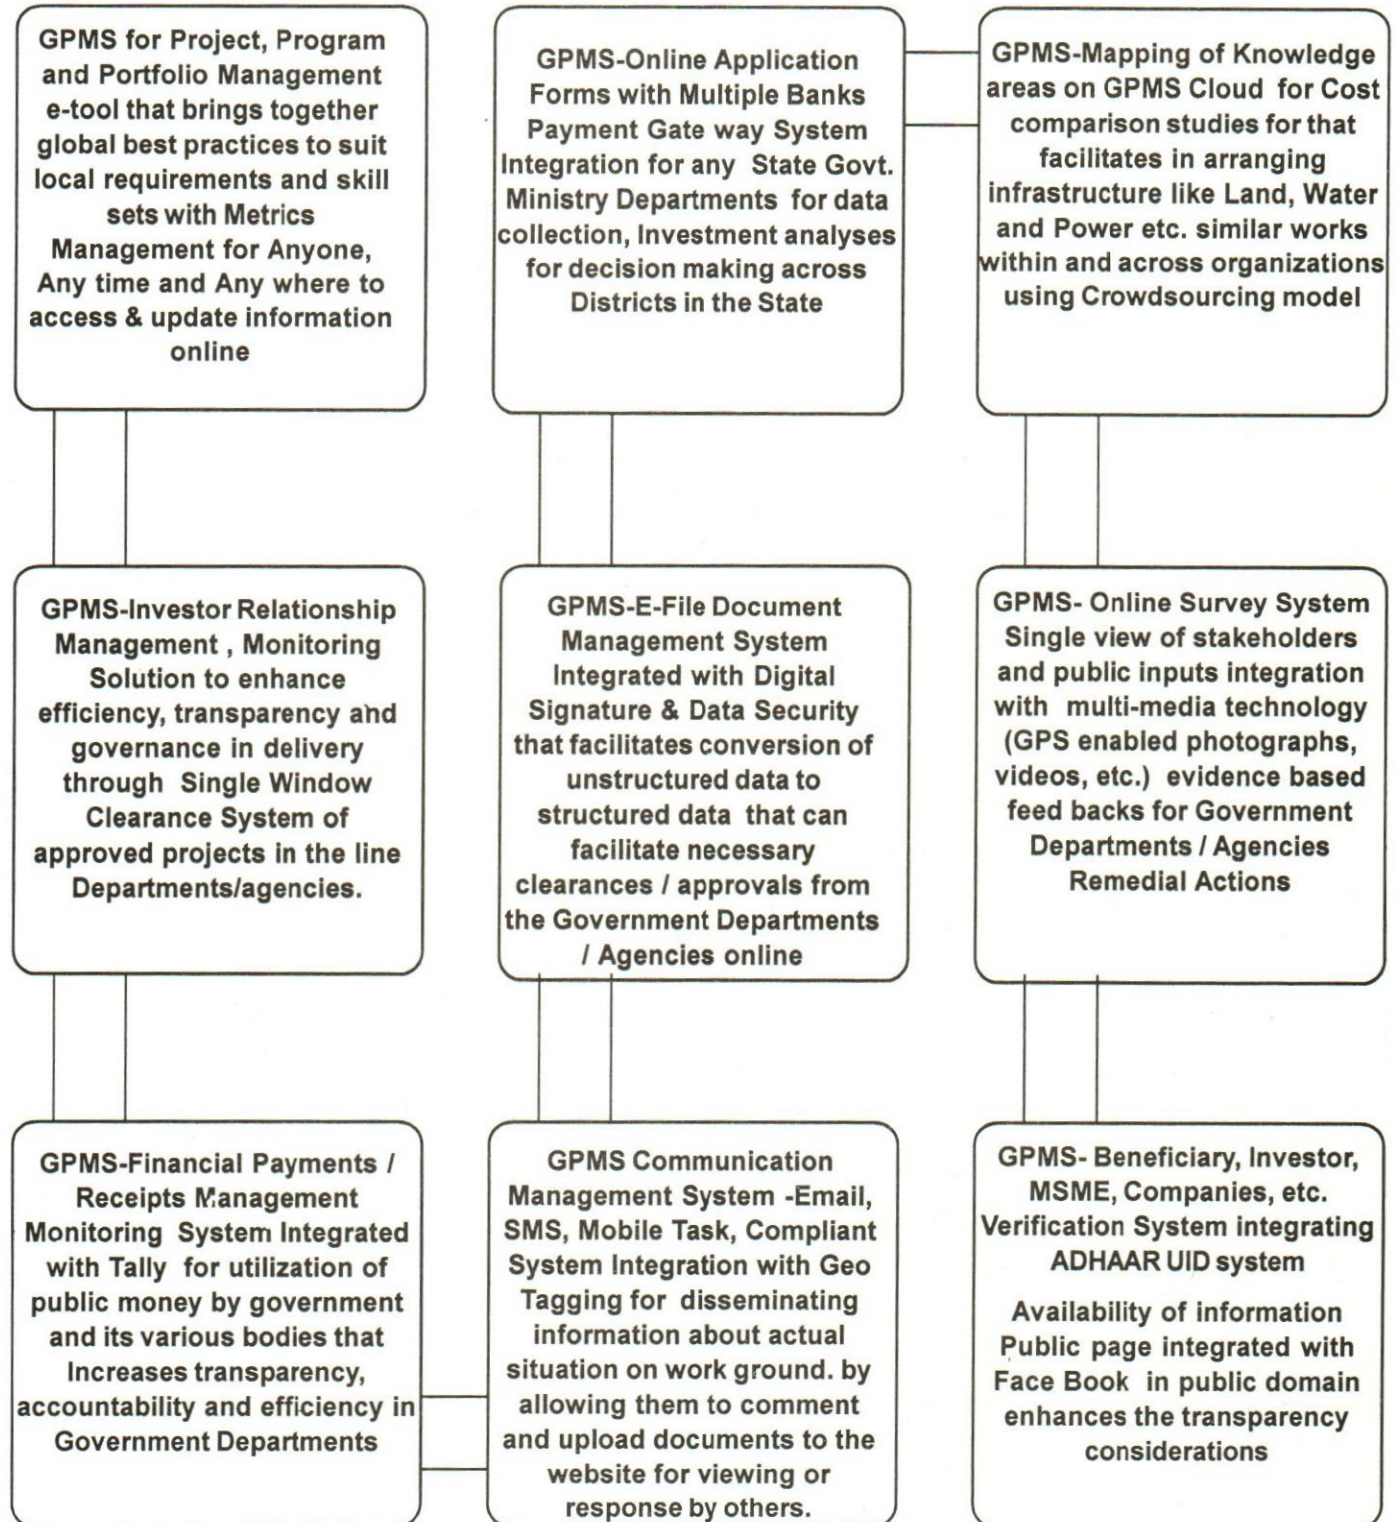 GPMS for Project, Program
and Portfolio Management
e-tool that brings together
global best practices to suit
local requirements and skill
sets with Metrics
Management for Anyone,
Any time and Any where to
access & update information
online
GPMS-Online Application
Forms with Multiple Banks
Payment Gate way System
Integration for any State Govt.
Ministry Departments for data
collection, Investment analyses
for decision making across
Districts in the State
GPMS-Mapping of Knowledge
areas on GPMS Cloud for Cost
comparison studies for that
facilitates in arranging
infrastructure like Land, Water
and Power etc. similar works
within and across organizations
using Crowdsourcing model
GPMS-Investor Relationship
Management , Monitoring
Solution to enhance
efficiency, transparency and
governance in delivery
through Single Window
Clearance System of
approved projects in the line
Departments/agencies.
GPMS-E-File Document
Management System
Integrated with Digital
Signature & Data Security
that facilitates conversion of
unstructured data to
structured data that can
facilitate necessary
clearances / approvals from
the Government Departments
/ Agencies online
GPMS- Online Survey System
Single view of stakeholders
and public inputs integration
with multi-media technology
(GPS enabled photographs,
videos, etc.) evidence based
feed backs for Government
Departments / Agencies
Remedial Actions
GPMS-Financial Payments /
Receipts Management
Monitoring System Integrated
with Tally for utilization of
public money by government
and its various bodies that
Increases transparency,
accountability and efficiency in
Government Departments
GPMS Communication
Management System -Email,
SMS, Mobile Task, Compliant
System Integration with Geo
Tagging for disseminating
information about actual
situation on work ground. by
allowing them to comment
and upload documents to the
website for viewing or
response by others.
GPMS- Beneficiary, Investor,
MSME, Companies, etc.
Verification System integrating
ADHAAR UID system
Availability of information
Public page integrated with
Face Book in public domain
enhances the transparency
considerations